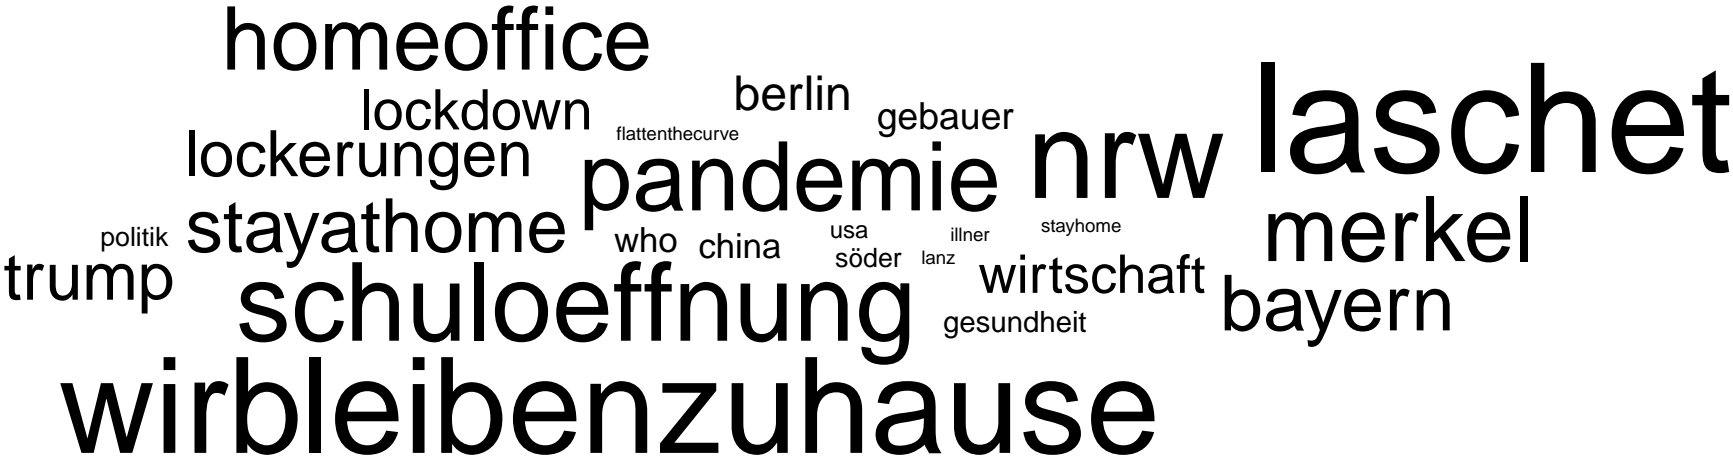 homeoffice
laschet
lockdown
berlin
gebauer
flattenthecurve
lockerungen
pandemie
nrw
stayathome
merkel
politik
who
china
usa
illner
stayhome
söder
lanz
trump
wirtschaft
schuloeffnung
bayern
gesundheit
wirbleibenzuhause